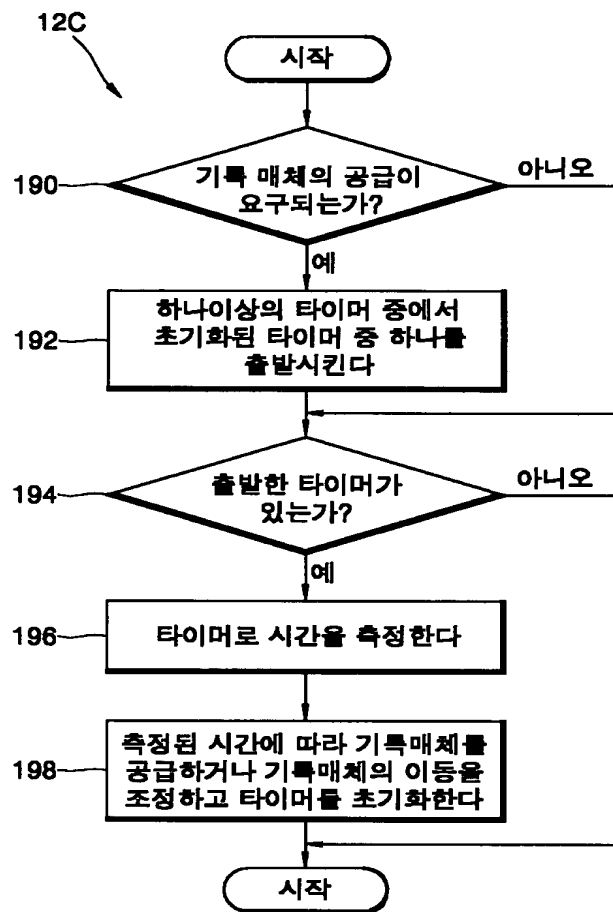 12C
시작
190
기록 매체의 공급이
요구되는가?
아니오
예
192
하나이상의 타이머 중에서
초기화된 타이머 중 하나를
출발시킨다
194
출발한 타이머가
있는가?
아니오
예
196
타이머로 시간을 측정한다
198
측정된 시간에 따라 기록매체를
공급하거나 기록매체의 이동을
조정하고 타이머를 초기화한다
시작